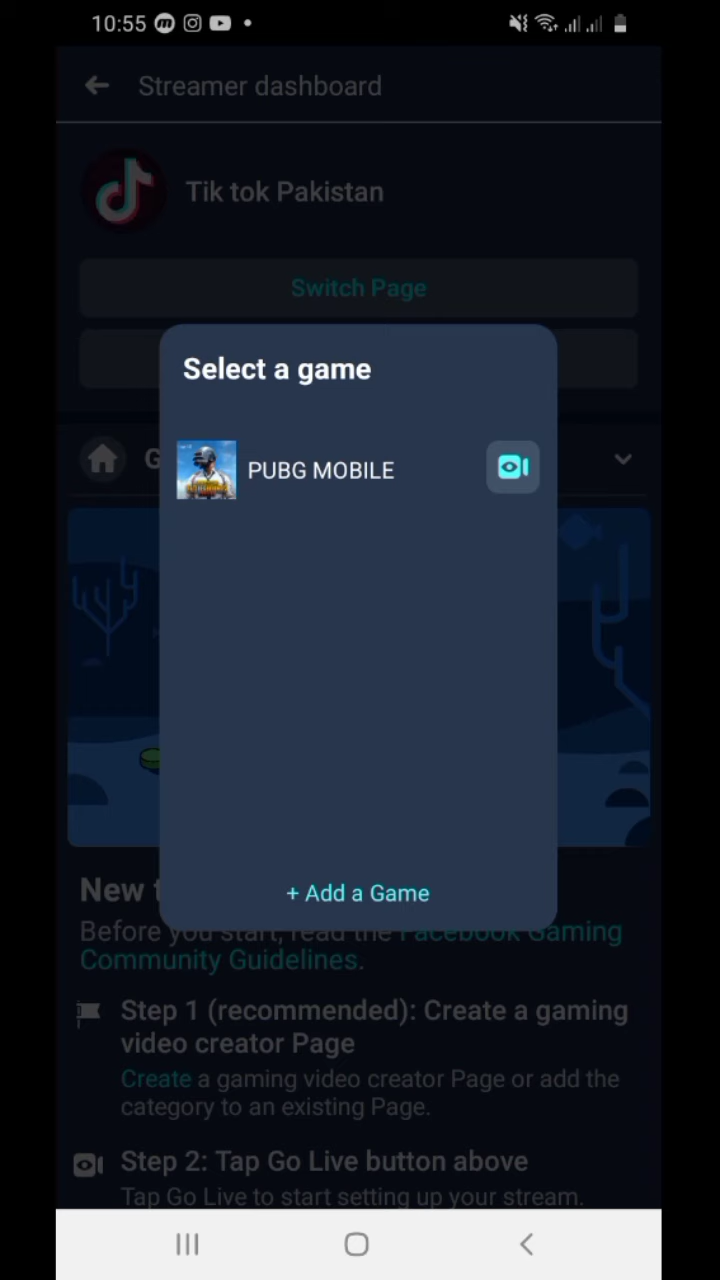 10:55
Streamer dashboard
Tik tok Pakistan
Switch Page
Select a game
G
PUBG MOBILE
+ Add a Game
New
Before you start, read the Facebook Gaming
Community Guidelines.
Step 1 (recommended): Create a gaming
video creator Page
Create a gaming video creator Page or add the
category to an existing Page.
Step 2: Tap Go Live button above
Tap Go Live to start setting up your stream.